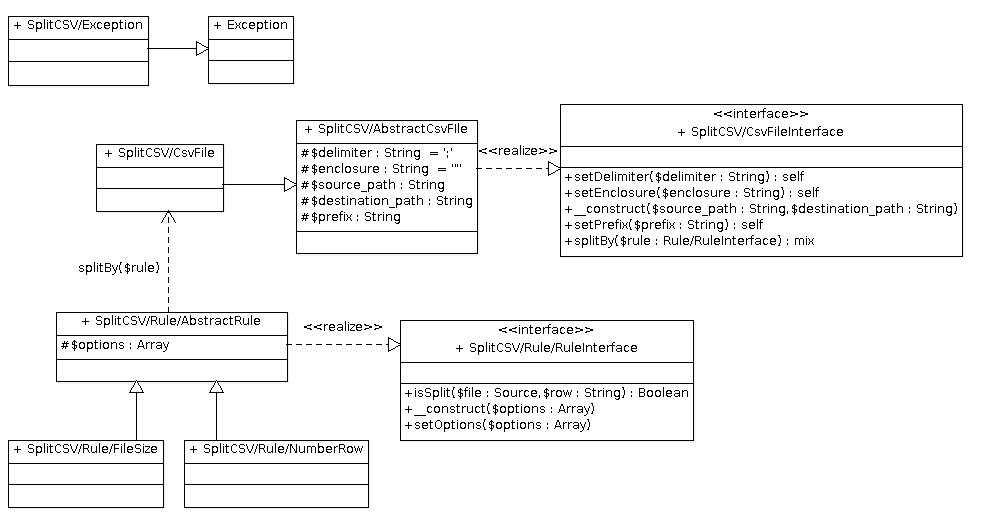 + SplitCSV/Exception
+ Exception
+ SplitCSV/CsvFile
+ SplitCSV/AbstractCsvFIle
#$delimiter : String = ';'
#$enclosure : String = '"'
#$source_path : String
#$destination_path : String
#$prefix : String
<<realize>>
<<interface>>
+ SplitCSV/CsvFileInterface
+setDelimiter($delimiter : String) : self
+setEnclosure($enclosure : String) : self
+__construct($source_path : String,$destination_path : String)
+setPrefix($prefix : String) : self
+splitBy($rule : Rule/RuleInterface) : mix
splitBy($rule)
+ SplitCSV/Rule/AbstractRule
#$options : Array
<<realize>>
<<interface>>
+ SplitCSV/Rule/RuleInterface
+isSplit($file : Source,$row : String) : Boolean
+__construct($options : Array)
+setOptions($options : Array)
+ SplitCSV/Rule/FileSize
+ SplitCSV/Rule/NumberRow